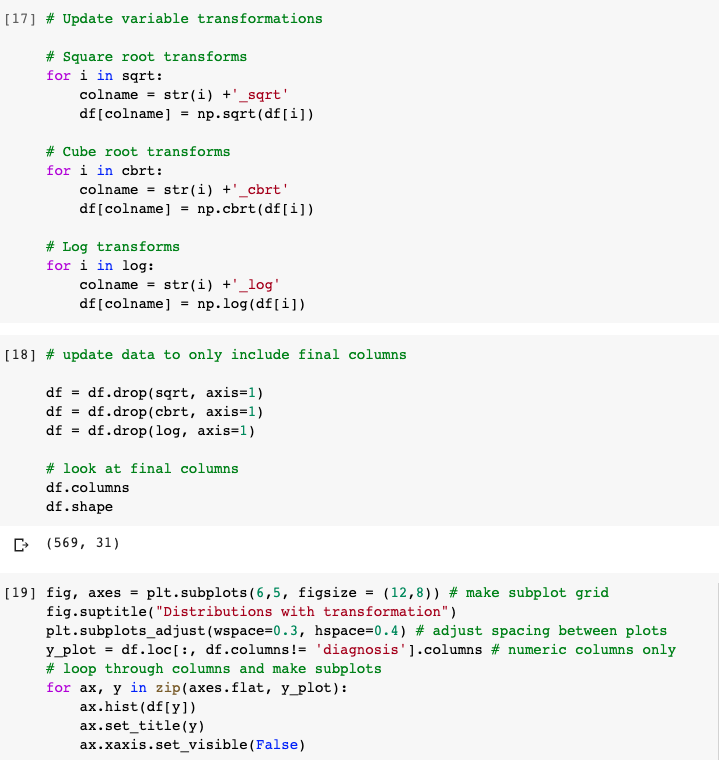 [17] # Update variable transformations
# Square root transforms
for i in sqrt:
    colname = str(i) +'_sqrt'
    df[colname] = np.sqrt(df[i])
# Cube root transforms
for i in cbrt:
    colname = str(i) +'_cbrt'
    df[colname] = np.cbrt(df[i])
# Log transforms
for i in log:
    colname = str(i) +'_log'
    df[colname] = np.log(df[i])
[18] # update data to only include final columns
df = df.drop(sqrt, axis=1)
df = df.drop(cbrt, axis=1)
df = df.drop(log, axis=1)
# look at final columns
df.columns
df.shape
(569, 31)
[19] fig, axes = plt.subplots(6,5, figsize = (12,8)) # make subplot grid
fig.suptitle("Distributions with transformation")
plt.subplots_adjust(wspace=0.3, hspace=0.4) # adjust spacing between plots
y_plot = df.loc[:, df.columns!= 'diagnosis'].columns # numeric columns only
# loop through columns and make subplots
for ax, y in zip(axes.flat, y_plot):
    ax.hist(df[y])
    ax.set_title(y)
    ax.xaxis.set_visible(False)